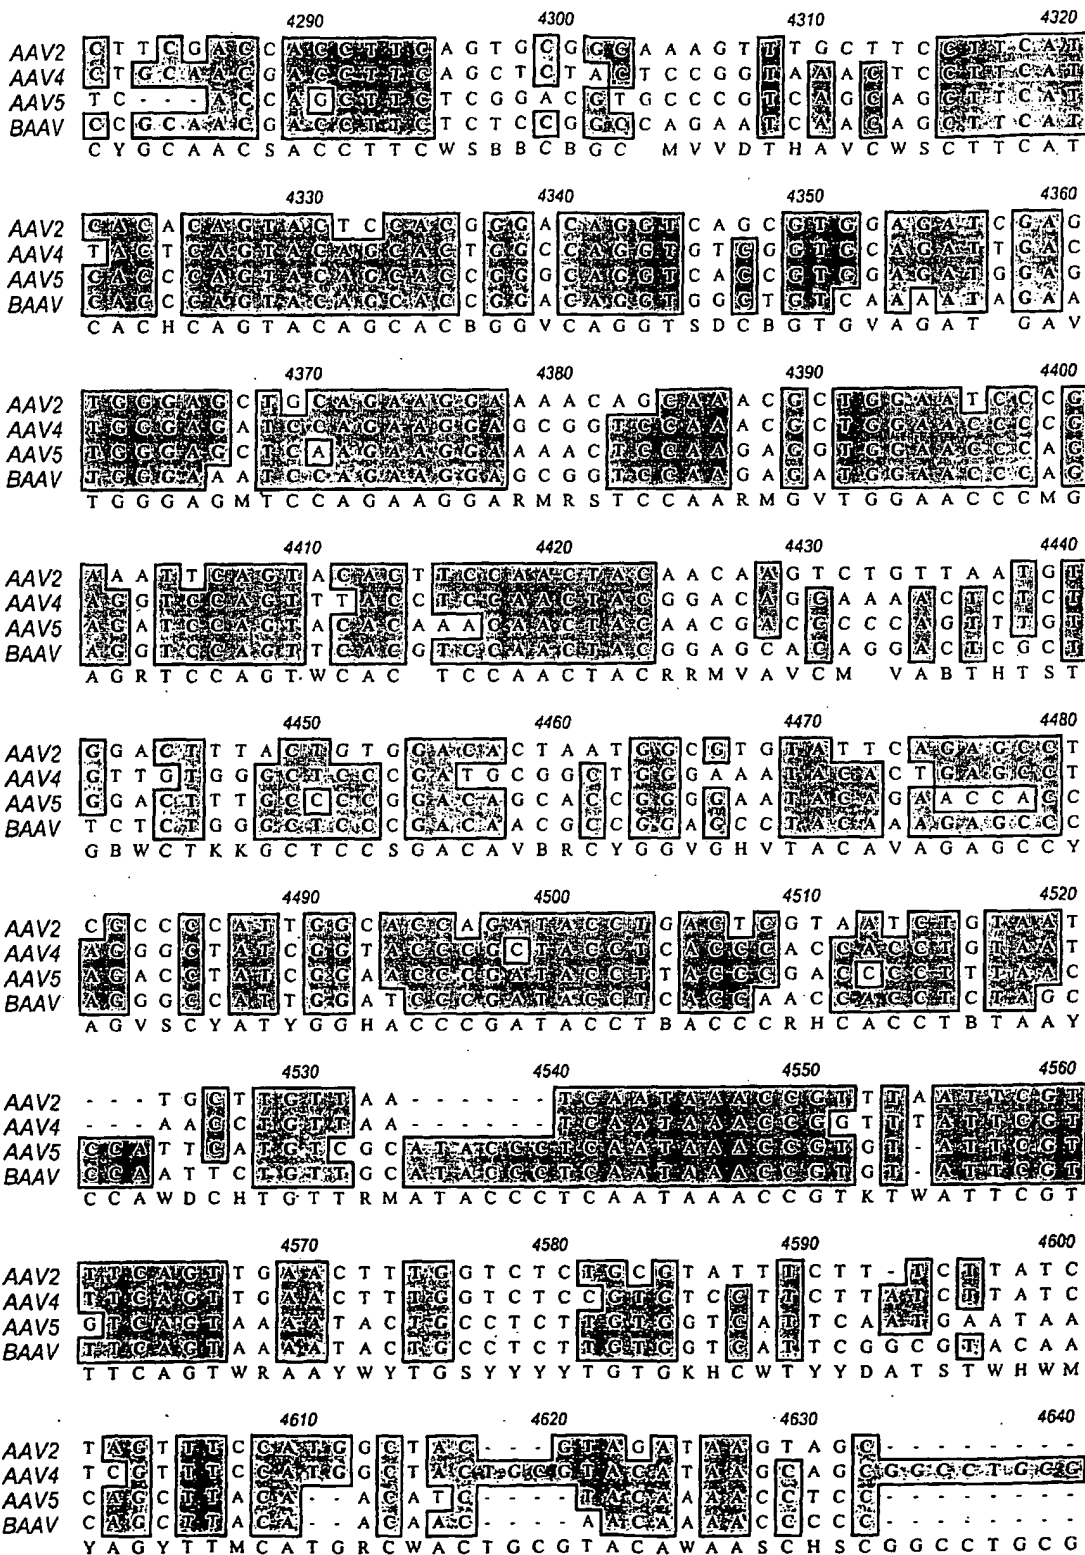 4290 4300 4310 4320
AAV2 C T T C G A C C A C C T T C A G T G C G G C A A A G T T T G C T T C C T T C A T
AAV4 C T G C A A C G A C C T T C A G C T C T A C T C C G G T A A A C T C C T T C A T
AAV5 T C - - - A C C A G C T T C T C G G A C G T G C C C G T C A G C A G C T T C A T
BAAV C C G C A A C G A C C T T C T C T C C G G C C A G A A T C A A C A G C T T C A T
C Y G C A A C S A C C T T C W S B B C B G C M V V D T H A V C W S C T T C A T
4330 4340 4350 4360
AAV2 C A C A C A G T A C T C C A C G G G A C A G G T C A G C G T G G A G A T C G A G
AAV4 T A C T C A G T A C A G C A C T G G C C A G G T G T C G G T G C A G A T T G A C
AAV5 C A C C C A G T A C A G C A C C G G G C A G G T C A C C G T G G A G A T G G A G
BAAV C A C C C A G T A C A G C A C C G G A C A G G T G G C T G T C A A A A T A G A A
C A C H C A G T A C A G C A C B G G V C A G G T S D C B G T G V A G A T G A V
4370 4380 4390 4400
AAV2 T G G G A G C T G C A G A A G G A A A A C A G C A A A C G C T G G A A T C C C G
AAV4 T G G G A G A T C C A G A A G G A G C G G T C C A A A C G C T G G A A C C C C G
AAV5 T G G G A G C T C A A G A A G G A A A A C T C C A A G A G G T G G A A C C C A G
BAAV T G G G A A A T C C A G A A G G A G C G G T C C A A G A G A T G G A A C C C A G
T G G G A G M T C C A G A A G G A R M R S T C C A A R M G V T G G A A C C C M G
4410 4420 4430 4440
AAV2 A A A T T C A G T A C A C T T C C A A C T A C A A C A A G T C T G T T A A T G T
AAV4 A G G T C C A G T T T A C C T C C A A C T A C G G A C A G C A A A A C T C T C T
AAV5 A G A T C C A G T A C A C A A A C A A C T A C A A C G A C C C C C A G T T T G T
BAAV A G G T C C A G T T C A C G T C C A A C T A C G G A G C A C A G G A C T C G C T
A G R T C C A G T W C A C T C C A A C T A C R R M V A V C M V A B T H T S T
4450 4460 4470 4480
AAV2 G G A C T T T A C T G T G G A C A C T A A T G G C G T G T A T T C A G A G C C T
AAV4 G T T G T G G G C T C C C G A T G C G G C T G G G A A A T A C A C T G A G C C T
AAV5 G G A C T T T G C C C C G G A C A G C A C C G G G G A A T A C A G A A C C A G C
BAAV T C T C T G G G C T C C C G A C A A C G C C G G A G C C T A C A A A G A G C C C
G B W C T K K G C T C C S G A C A V B R C Y G G V G H V T A C A V A G A G C C Y
4490 4500 4510 4520
AAV2 C G C C C C A T T G G C A C C A G A T A C C T G A C T C G T A A T C T G T A A T
AAV4 A G G G C T A T C G G T A C C C G C T A C C T C A C C C A C C A C C T G T A A T
AAV5 A G A C C T A T C G G A A C C C G A T A C C T T A C C C G A C C C C T T T A A C
BAAV A G G G C C A T T G G A T C C C G A T A C C T C A C C A A C C A C C T C T A G C
A G V S C Y A T Y G G H A C C C G A T A C C T B A C C C R H C A C C T B T A A Y
4530 4540 4550 4560
AAV2 - - - T G C T T G T T A A - - - - - - T G A A T A A A C C G T T T A A T T C G T
AAV4 - - - A A C C T G T T A A - - - - - - T C A A T A A A C C G G T T T A T T C G T
AAV5 C C A T T C A T G T C G C A T A C C C T C A A T A A A C C G T G T - A T T C G T
BAAV C C A A T T C T G T T G C A T A G C C T C A A T A A A C C G T G T - A T T C G T
C C A W D C H T G T T R M A T A C C C T C A A T A A A C C G T K T W A T T C G T
4570 4580 4590 4600
AAV2 T T C A G T T G A A C T T T G G T C T C T G C G T A T T T C T T - T C T T A T C
AAV4 T T C A G T T G A A C T T T G G T C T C C G T G T C C T T C T T A T C T T A T C
AAV5 G T C A G T A A A A T A C T G C C T C T T G T G G T C A T T C A A T G A A T A A
BAAV T T C A G T A A A A T A C T G C C T C T T G T G G T C A T T C G G C G T A C A A
T T C A G T W R A A Y W Y T G S Y Y Y Y T G T G K H C W T Y Y D A T S T W H W M
4610 4620 4630 4640
AAV2 T A G T T T C C A T G G C T A C - - - - G T A G A T A A G T A G C - - - - - - - -
AAV4 T C G T T T C C A T G G C T A C T G C G T A C A T A A G C A G C G G C C T G C G
AAV5 C A G C T T A C A - - A C A T C - - - - T A C A A A A C C T C C - - - - - - - -
BAAV C A G C T T A C A - - A C A A C - - - - A A C A A A A C C C C C - - - - - - - -
Y A G Y T T M C A T G R C W A C T G C G T A C A W A A S C H S C G G C C T G C G